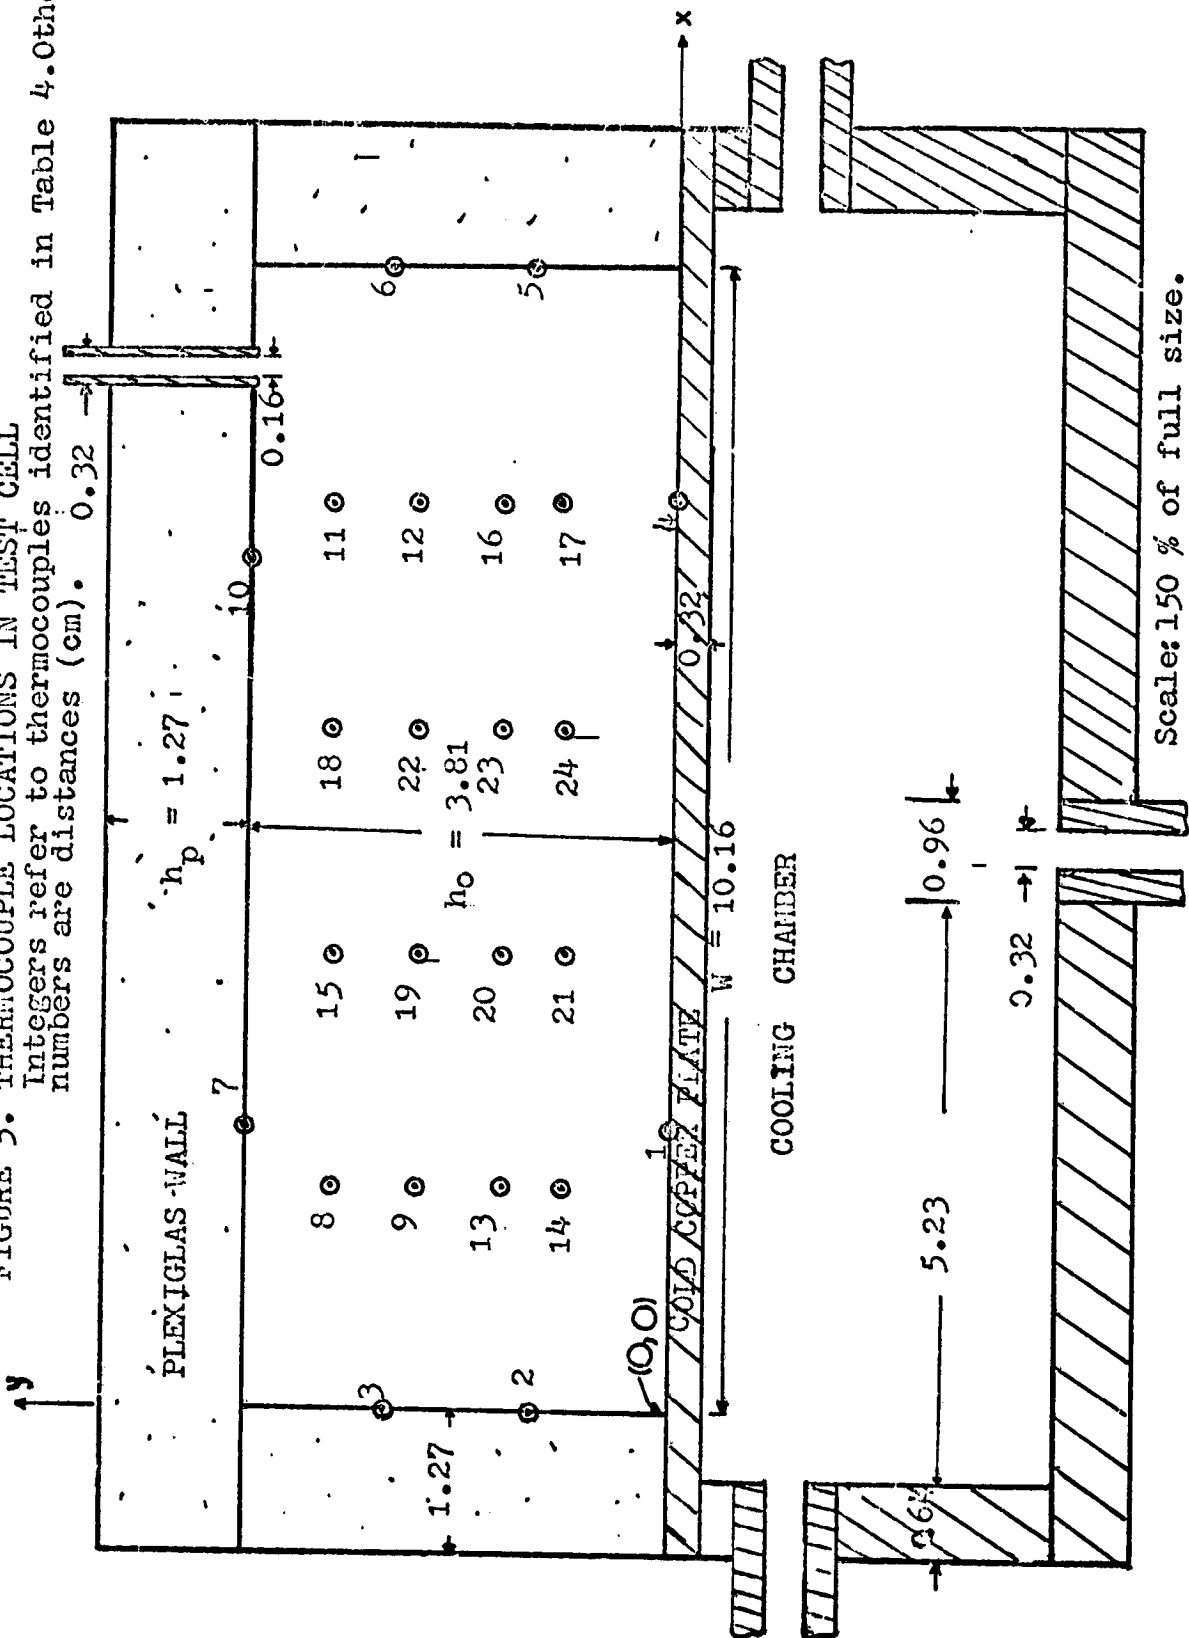 FIGURE 5. THERMOCOUPLE LOCATIONS IN TEST CELL
Integers refer to thermocouples identified in Table 4.Othe
numbers are distances (cm).
0.32
y
x
PLEXIGLAS WALL
hp = 1.27
0.16
7
10
3
8
15
18
11
6
9
19
22
12
ho = 3.81
2
13
20
23
16
5
14
21
24
17
1.27
(0,0)
1
4
0.32
COLD COPPER PLATE
W = 10.16
COOLING CHAMBER
5.23
0.96
0.32
Scale:150 % of full size.